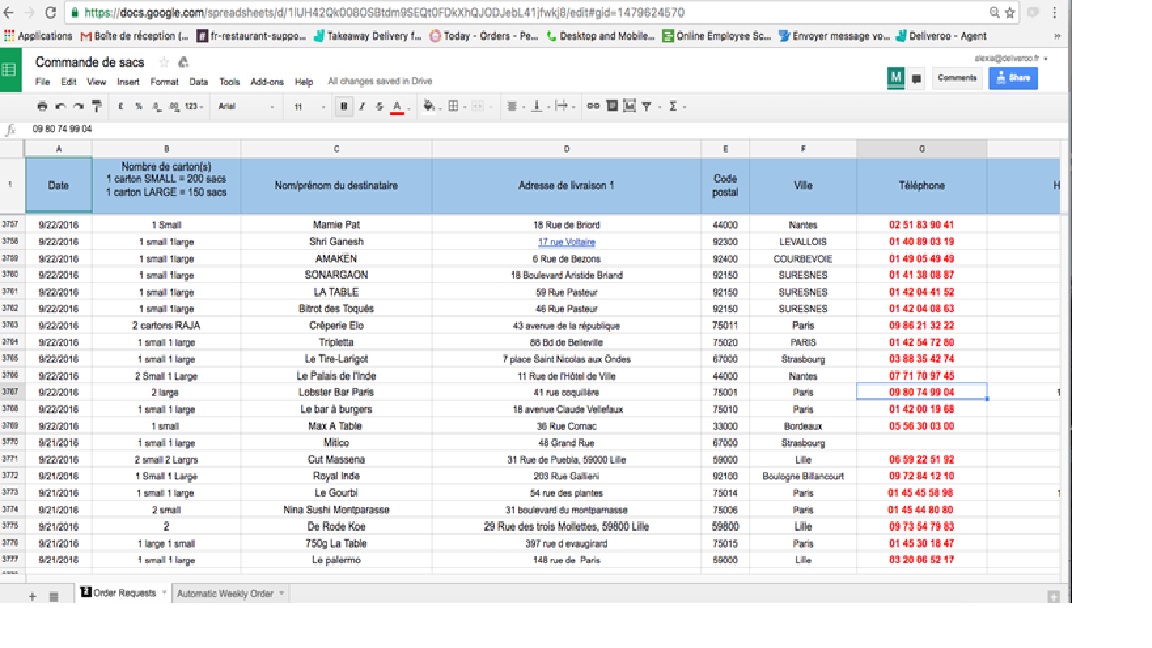 https://docs.google.com/spreadsheets/d/1IUH42Qk0080SBtdm9SEQt0FDkXhQJODJebL41jfwkj8/edit#gid=1479624570
Applications Boîte de réception (... fr-restaurant-suppo... Takeaway Delivery f... Today - Orders - Pe... Desktop and Mobile... Online Employee Sc... Envoyer message vo... Deliveroo - Agent »
Commande de sacs alexia@deliveroo.fr
File Edit View Insert Format Data Tools Add-ons Help All changes saved in Drive M Comments Share
£ % .0 .00 123 Arial 11 B I S A Σ
fx 09 80 74 99 04
A B C D E F G
1 Date Nombre de carton(s) 1 carton SMALL = 200 sacs 1 carton LARGE = 150 sacs Nom/prénom du destinataire Adresse de livraison 1 Code postal Ville Téléphone H
3757 9/22/2016 1 Small Mamie Pat 18 Rue de Briord 44000 Nantes 02 51 83 90 41
3758 9/22/2016 1 small 1large Shri Ganesh 17 rue Voltaire 92300 LEVALLOIS 01 40 89 03 19
3759 9/22/2016 1 small 1large AMAKEN 6 Rue de Bezons 92400 COURBEVOIE 01 49 05 49 49
3760 9/22/2016 1 small 1large SONARGAON 18 Boulevard Aristide Briand 92150 SURESNES 01 41 38 08 87
3761 9/22/2016 1 small 1large LA TABLE 59 Rue Pasteur 92150 SURESNES 01 42 04 41 52
3762 9/22/2016 1 small 1large Bitrot des Toqués 46 Rue Pasteur 92150 SURESNES 01 42 04 08 63
3763 9/22/2016 2 cartons RAJA Crêperie Elo 43 avenue de la république 75011 Paris 09 86 21 32 22
3764 9/22/2016 1 small 1 large Tripletta 88 Bd de Belleville 75020 PARIS 01 42 54 72 80
3765 9/22/2016 1 small 1 large Le Tire-Larigot 7 place Saint Nicolas aux Ondes 67000 Strasbourg 03 88 35 42 74
3766 9/22/2016 2 Small 1 Large Le Palais de l'Inde 11 Rue de l'Hôtel de Ville 44000 Nantes 07 71 70 97 45
3767 9/22/2016 2 large Lobster Bar Paris 41 rue coquillère 75001 Paris 09 80 74 99 04
3768 9/22/2016 1 small 1 large Le bar à burgers 18 avenue Claude Vellefaux 75010 Paris 01 42 00 19 68
3769 9/22/2016 1 small Max A Table 36 Rue Cornac 33000 Bordeaux 05 56 30 03 00
3770 9/21/2016 1 small 1 large Mitico 48 Grand Rue 67000 Strasbourg
3771 9/22/2016 2 small 2 Largrs Cut Massena 31 Rue de Puebla, 59000 Lille 59000 Lille 06 59 22 51 92
3772 9/21/2016 1 Small 1 Large Royal Inde 203 Rue Gallieni 92100 Boulogne Billancourt 09 72 84 12 10
3773 9/21/2016 1 small 1 large Le Gourbi 54 rue des plantes 75014 Paris 01 45 45 58 98
3774 9/21/2016 2 small Nina Sushi Montparasse 31 boulevard du montparnasse 75006 Paris 01 45 44 80 80
3775 9/21/2016 2 De Rode Koe 29 Rue des trois Mollettes, 59800 Lille 59800 Lille 09 73 54 79 83
3776 9/21/2016 1 large 1 small 750g La Table 397 rue d evaugirard 75015 Paris 01 45 30 18 47
3777 9/21/2016 1 small 1 large Le palermo 148 rue de Paris 59000 Lille 03 20 06 52 17
+ Order Requests Automatic Weekly Order